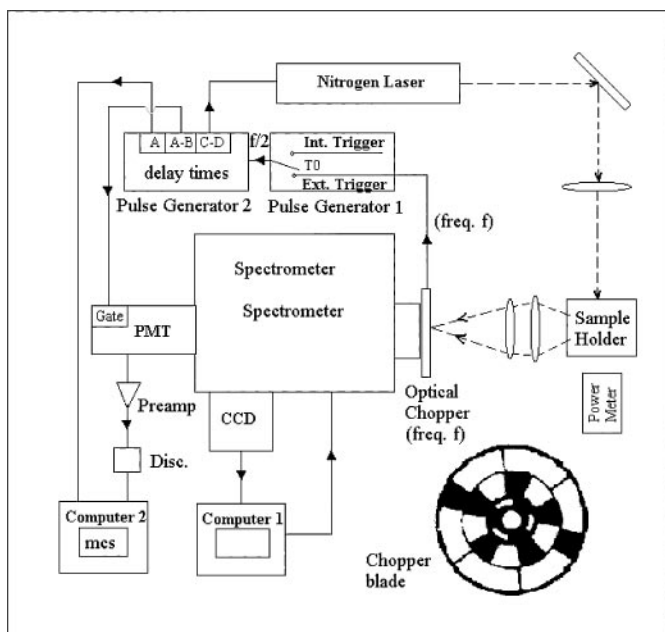 Nitrogen Laser
A A-B C-D
delay times
Pulse Generator 2
f/2
Int. Trigger
T0
Ext. Trigger
Pulse Generator 1
(freq. f)
Spectrometer
Spectrometer
Gate
PMT
Sample
Holder
Preamp
CCD
Optical
Chopper
(freq. f)
Power
Meter
Disc.
Computer 2
mcs
Computer 1
Chopper
blade